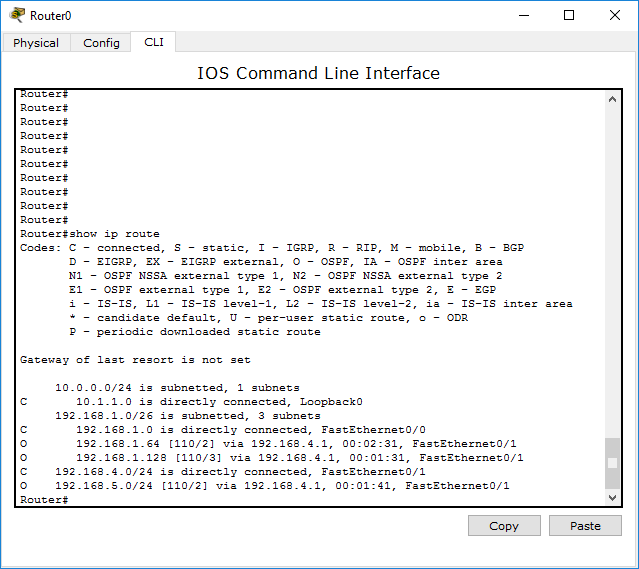 Router0
Physical Config CLI
IOS Command Line Interface
Router#
Router#
Router#
Router#
Router#
Router#
Router#
Router#
Router#
Router#
Router#show ip route
Codes: C - connected, S - static, I - IGRP, R - RIP, M - mobile, B - BGP
       D - EIGRP, EX - EIGRP external, O - OSPF, IA - OSPF inter area
       N1 - OSPF NSSA external type 1, N2 - OSPF NSSA external type 2
       E1 - OSPF external type 1, E2 - OSPF external type 2, E - EGP
       i - IS-IS, L1 - IS-IS level-1, L2 - IS-IS level-2, ia - IS-IS inter area
       * - candidate default, U - per-user static route, o - ODR
       P - periodic downloaded static route
Gateway of last resort is not set
     10.0.0.0/24 is subnetted, 1 subnets
C       10.1.1.0 is directly connected, Loopback0
     192.168.1.0/26 is subnetted, 3 subnets
C       192.168.1.0 is directly connected, FastEthernet0/0
O       192.168.1.64 [110/2] via 192.168.4.1, 00:02:31, FastEthernet0/1
O       192.168.1.128 [110/3] via 192.168.4.1, 00:01:31, FastEthernet0/1
C    192.168.4.0/24 is directly connected, FastEthernet0/1
O    192.168.5.0/24 [110/2] via 192.168.4.1, 00:01:41, FastEthernet0/1
Router#
Copy Paste